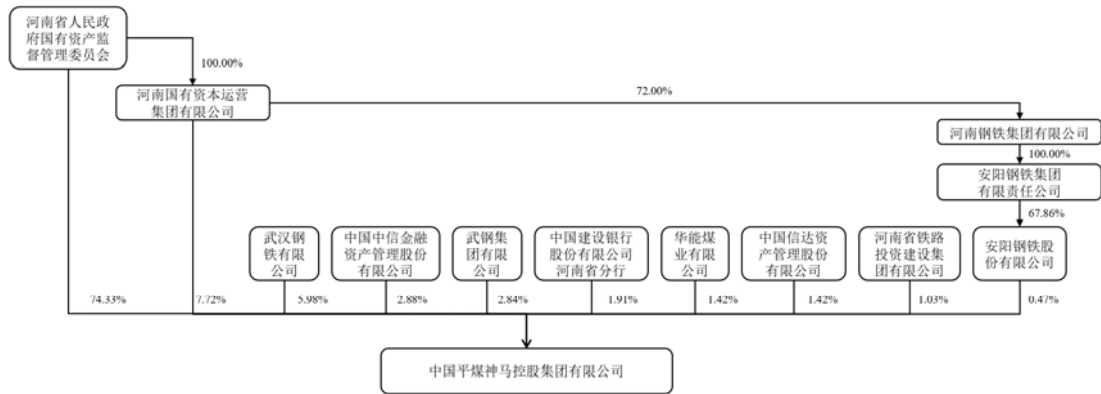 河南省人民政
府国有资产监
督管理委员会
100.00%
河南国有资本运营
集团有限公司
72.00%
河南钢铁集团有限公司
100.00%
安阳钢铁集团
有限责任公司
67.86%
武汉钢
铁有限
公司
中国中信金融
资产管理股份
有限公司
武钢集
团有限
公司
中国建设银行
股份有限公司
河南省分行
华能煤
业有限
公司
中国信达资
产管理股份
有限公司
河南省铁路
投资建设集
团有限公司
安阳钢铁股
份有限公司
74.33%
7.72%
5.98%
2.88%
2.84%
1.91%
1.42%
1.42%
1.03%
0.47%
中国平煤神马控股集团有限公司